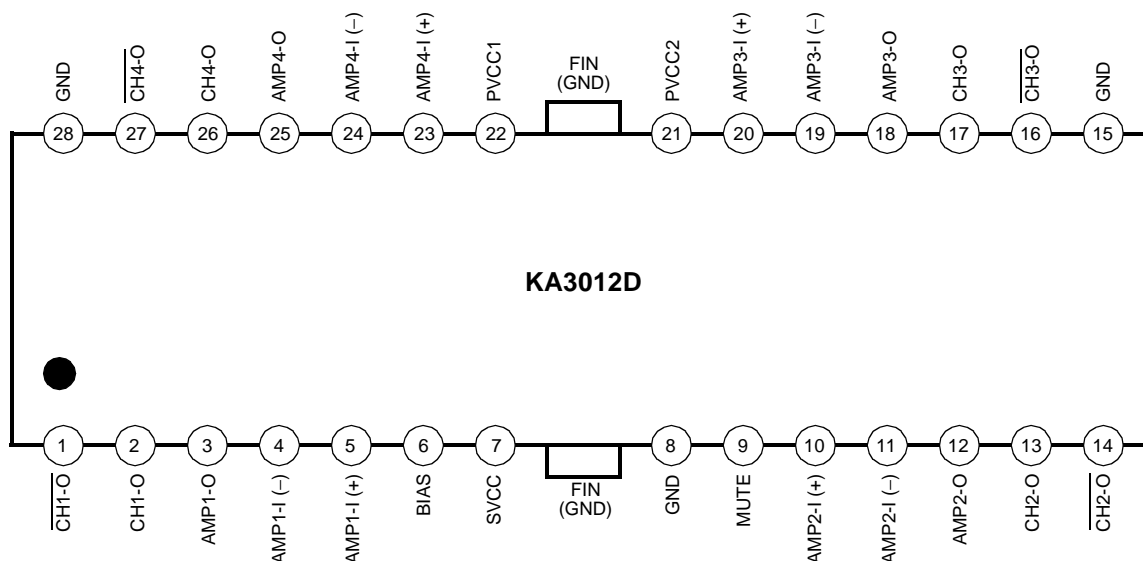 GND
CH4-O
CH4-O
AMP4-O
AMP4-I (−)
AMP4-I (+)
PVCC1
FIN
(GND)
PVCC2
AMP3-I (+)
AMP3-I (−)
AMP3-O
CH3-O
CH3-O
GND
28 27 26 25 24 23 22 21 20 19 18 17 16 15
KA3012D
1 2 3 4 5 6 7 8 9 10 11 12 13 14
CH1-O
CH1-O
AMP1-O
AMP1-I (−)
AMP1-I (+)
BIAS
SVCC
FIN
(GND)
GND
MUTE
AMP2-I (+)
AMP2-I (−)
AMP2-O
CH2-O
CH2-O